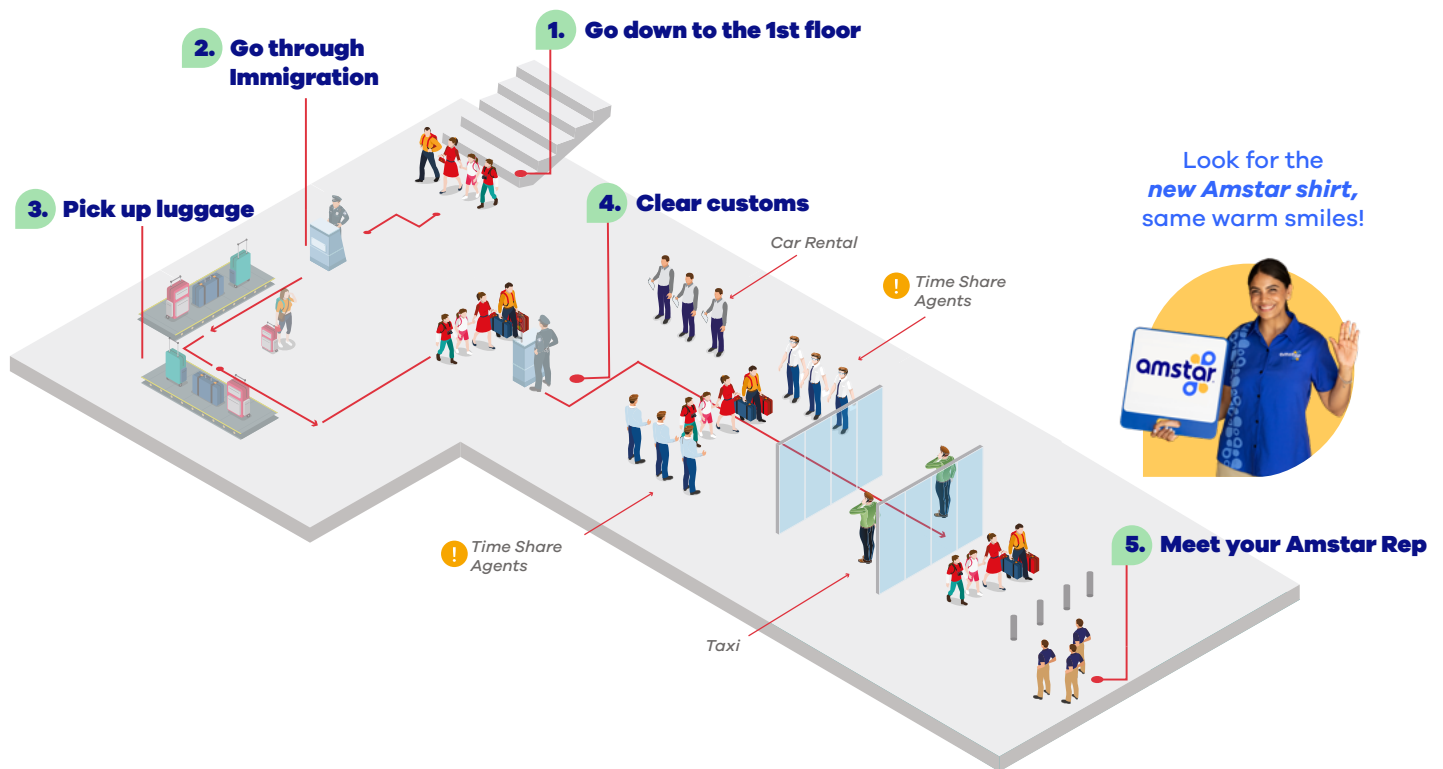 1. Go down to the 1st floor
2. Go through
Immigration
3. Pick up luggage
4. Clear customs
Car Rental
! Time Share
Agents
Look for the
new Amstar shirt,
same warm smiles!
amstar
! Time Share
Agents
Taxi
5. Meet your Amstar Rep